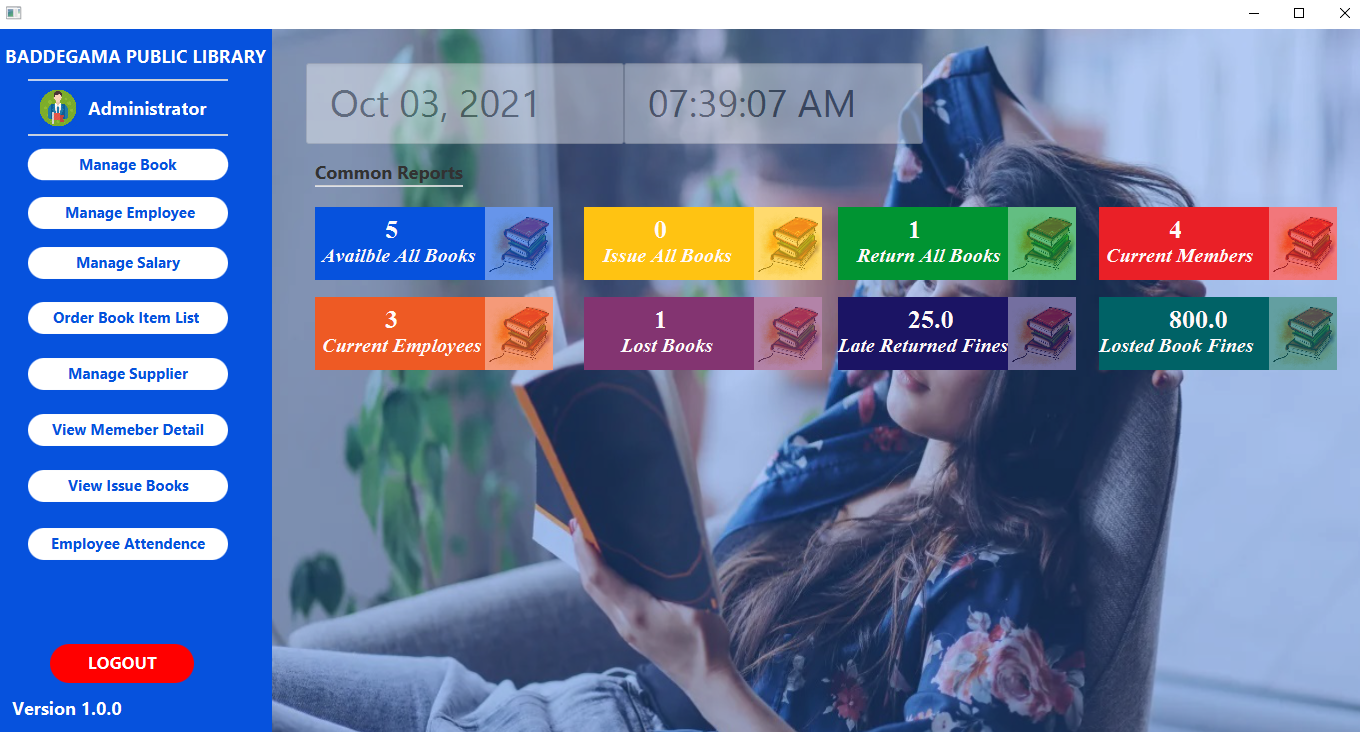 BADDEGAMA PUBLIC LIBRARY
Administrator
Manage Book
Manage Employee
Manage Salary
Order Book Item List
Manage Supplier
View Memeber Detail
View Issue Books
Employee Attendence
LOGOUT
Version 1.0.0
Oct 03, 2021
07:39:07 AM
Common Reports
5
Availble All Books
0
Issue All Books
1
Return All Books
4
Current Members
3
Current Employees
1
Lost Books
25.0
Late Returned Fines
800.0
Losted Book Fines